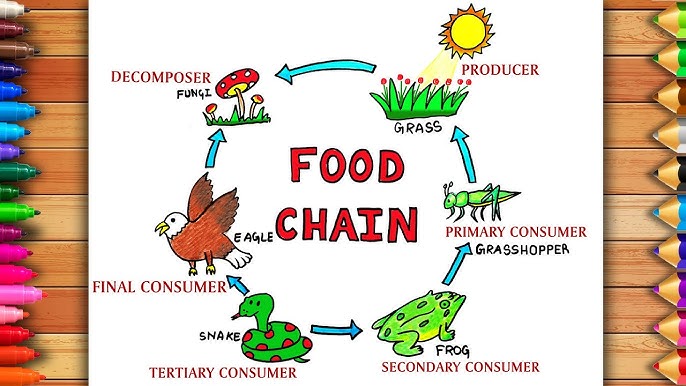 DECOMPOSER
FUNGI
PRODUCER
GRASS
FOOD
CHAIN
PRIMARY CONSUMER
GRASSHOPPER
EAGLE
FINAL CONSUMER
SNAKE
TERTIARY CONSUMER
FROG
SECONDARY CONSUMER